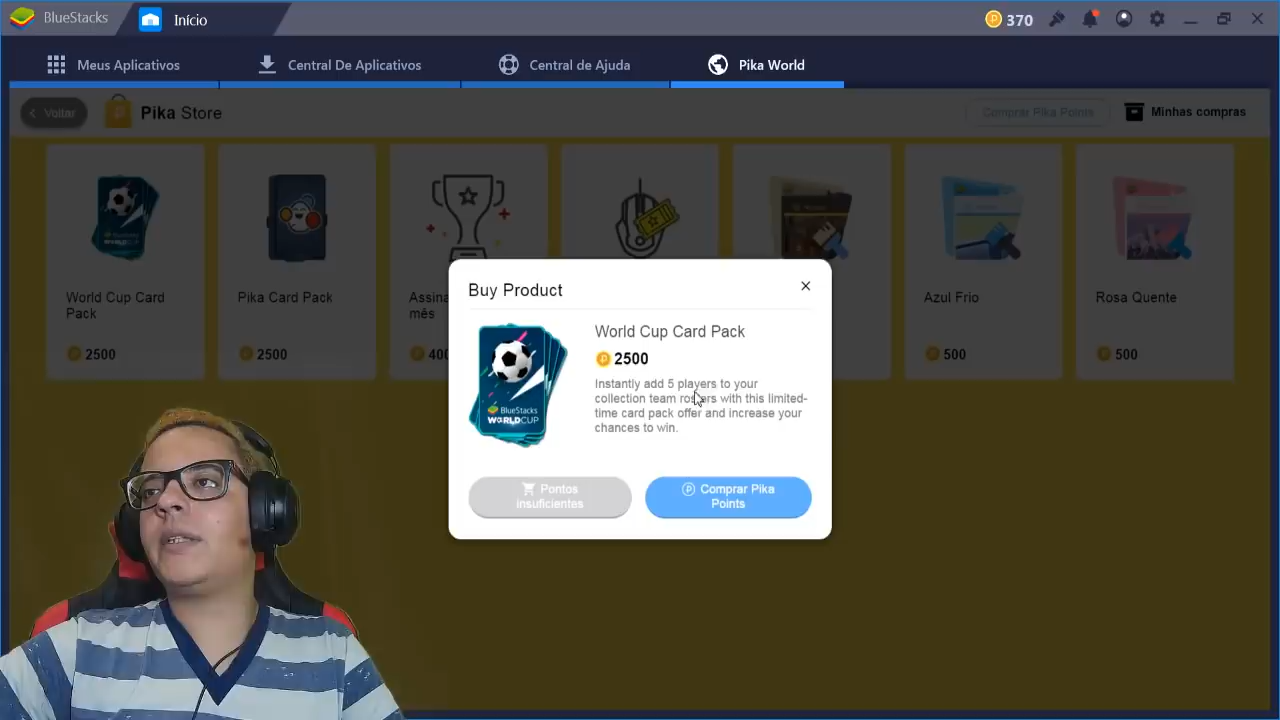 BlueStacks
Início
370
Meus Aplicativos
Central De Aplicativos
Central de Ajuda
Pika World
Voltar
Pika Store
Comprar Pika Points
Minhas compras
World Cup Card
Pack
2500
Pika Card Pack
2500
Assina
mês
400
Azul Frio
500
Rosa Quente
500
Buy Product
BlueStacks
WORLDCUP
World Cup Card Pack
2500
Instantly add 5 players to your
collection team rosters with this limited-
time card pack offer and increase your
chances to win.
Pontos
insuficientes
Comprar Pika
Points